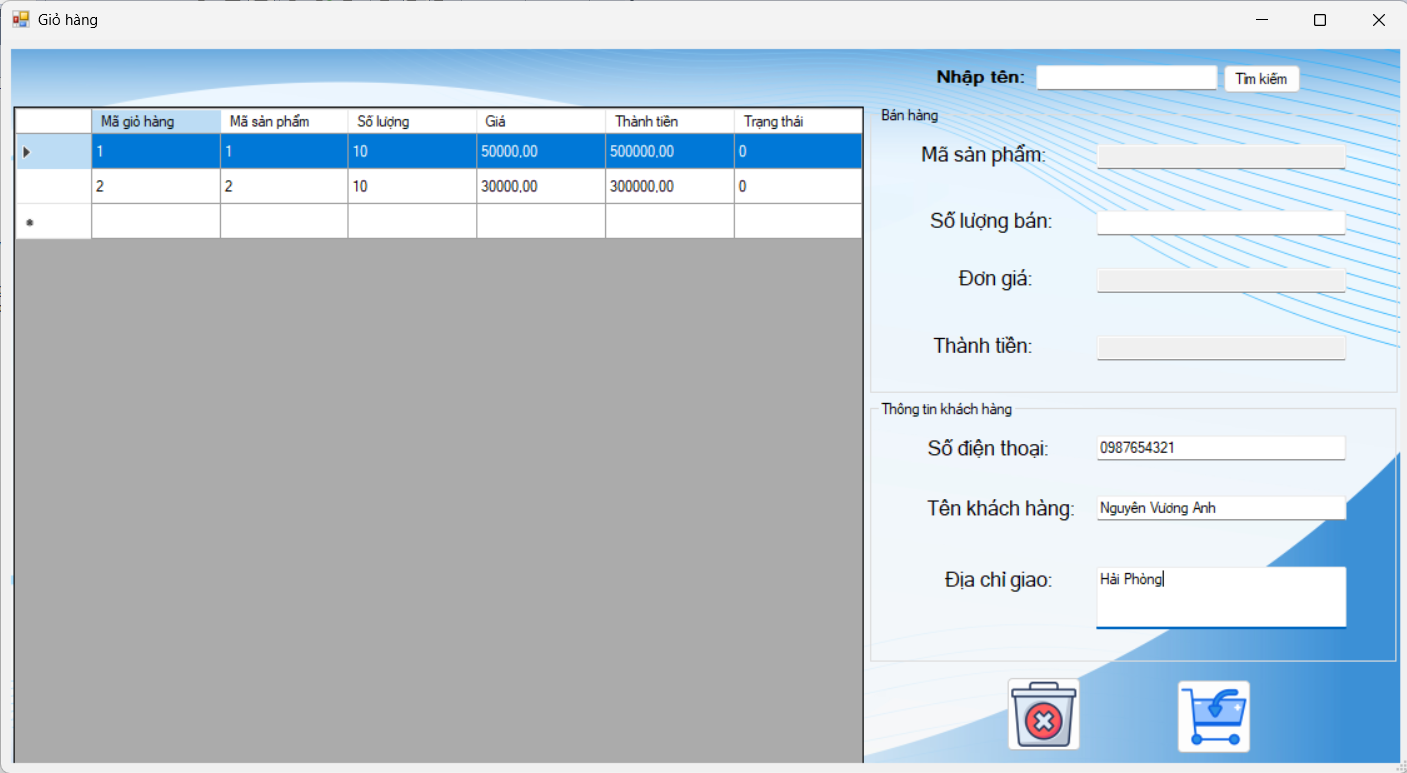 Giỏ hàng
Nhập tên: Tìm kiếm
Mã giỏ hàng Mã sản phẩm Số lượng Giá Thành tiền Trạng thái
1 1 10 50000,00 500000,00 0
2 2 10 30000,00 300000,00 0
Bán hàng
Mã sản phẩm:
Số lượng bán:
Đơn giá:
Thành tiền:
Thông tin khách hàng
Số điện thoại: 0987654321
Tên khách hàng: Nguyên Vương Anh
Địa chỉ giao: Hải Phòng